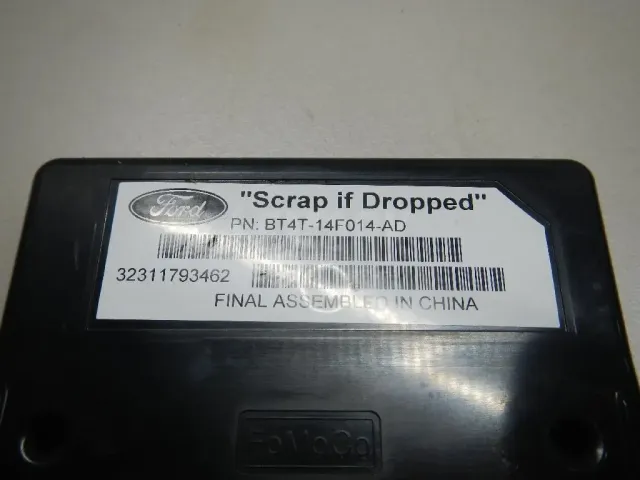 Ford
"Scrap if Dropped"
PN: BT4T-14F014-AD
32311793462
FINAL ASSEMBLED IN CHINA
FoMoCo